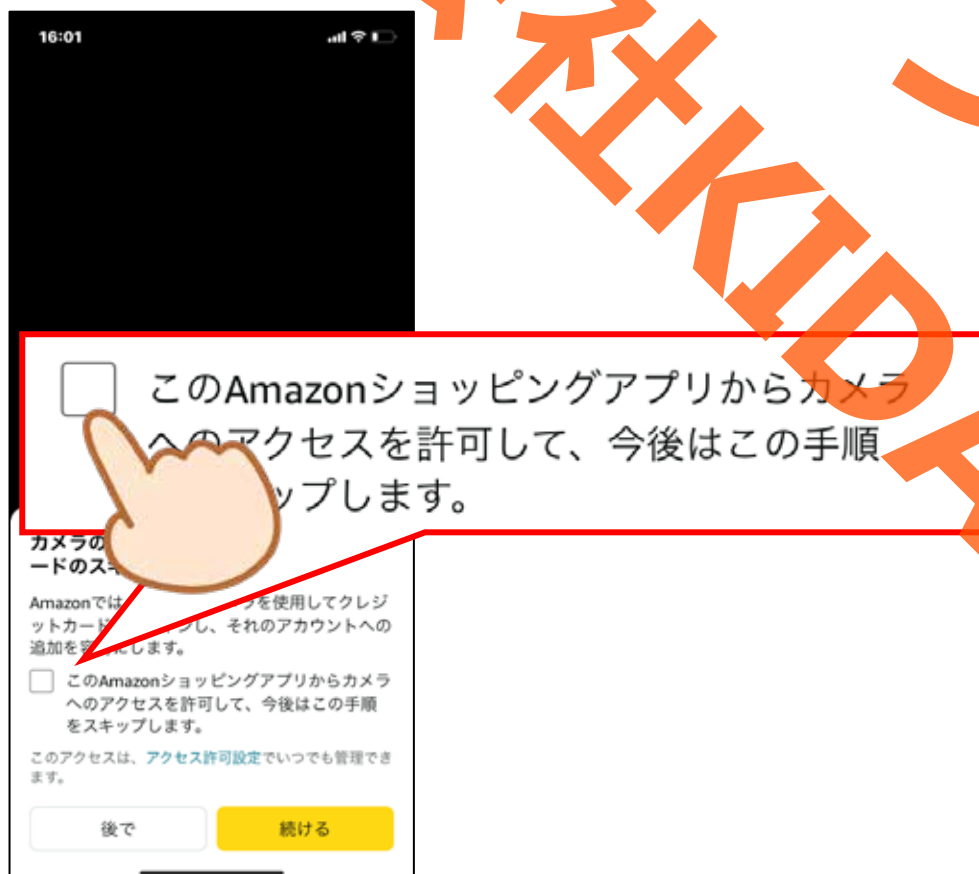 16:01
社KIDA
このAmazonショッピングアプリからカメラ
へのアクセスを許可して、今後はこの手順
ップします。
カメラの
ードのスキ
Amazonでは を使用してクレジ
ットカード し、それのアカウントへの
追加を容易にします。
このAmazonショッピングアプリからカメラ
へのアクセスを許可して、今後はこの手順
をスキップします。
このアクセスは、アクセス許可設定でいつでも管理でき
ます。
後で
続ける